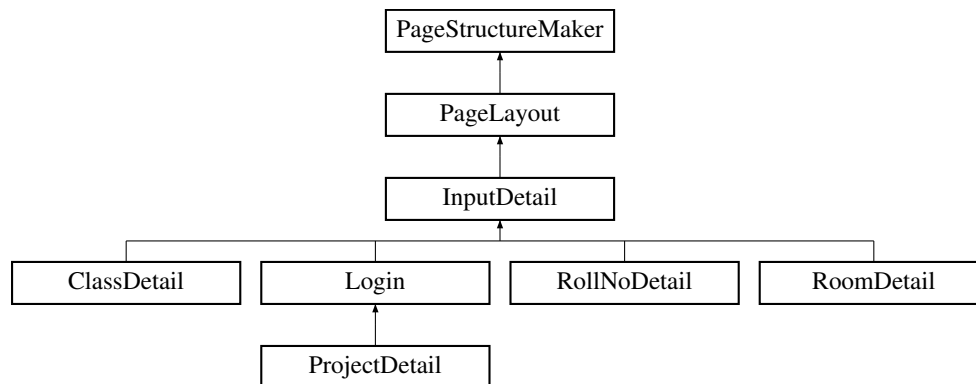 PageStructureMaker
PageLayout
InputDetail
ClassDetail
Login
RollNoDetail
RoomDetail
ProjectDetail